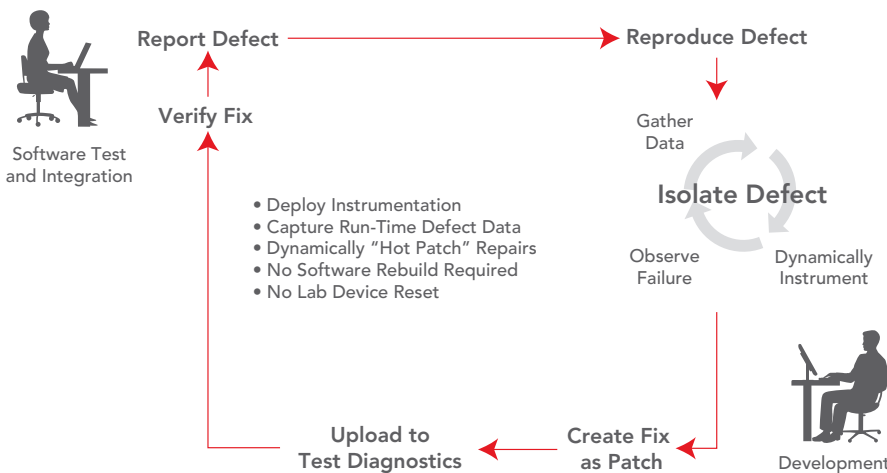 Report Defect
Reproduce Defect
Verify Fix
Gather
Data
Software Test
and Integration
Isolate Defect
• Deploy Instrumentation
• Capture Run-Time Defect Data
• Dynamically “Hot Patch” Repairs
• No Software Rebuild Required
• No Lab Device Reset
Observe
Failure
Dynamically
Instrument
Upload to
Test Diagnostics
Create Fix
as Patch
Development